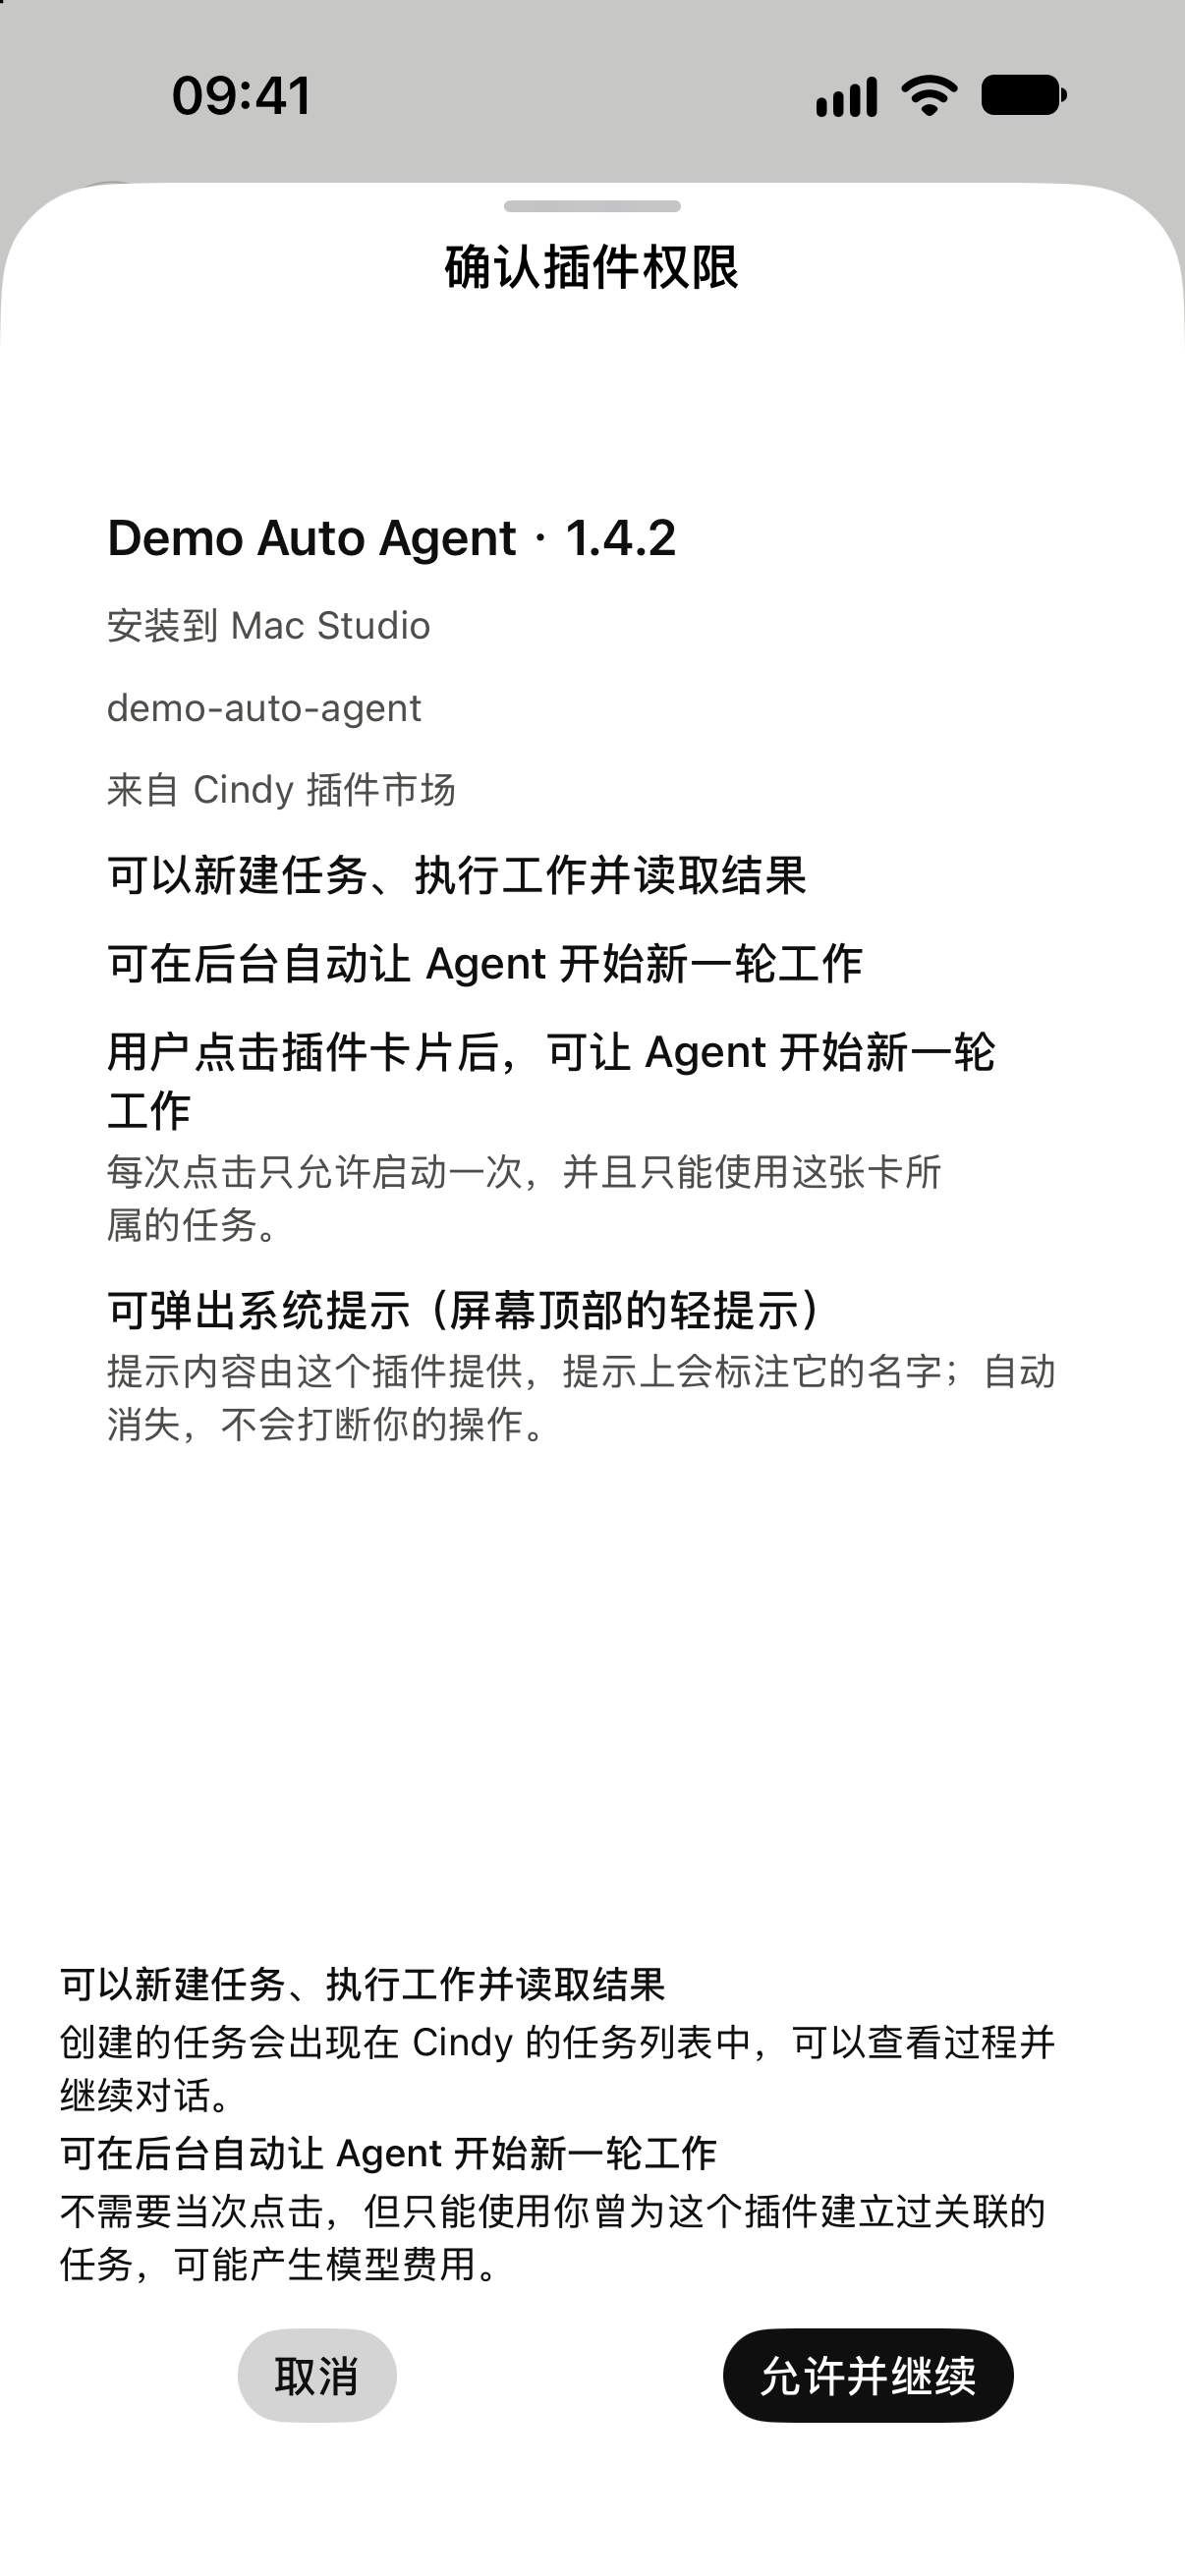 09:41
确认插件权限
Demo Auto Agent · 1.4.2
安装到 Mac Studio
demo-auto-agent
来自 Cindy 插件市场
可以新建任务、执行工作并读取结果
可在后台自动让 Agent 开始新一轮工作
用户点击插件卡片后，可让 Agent 开始新一轮
工作
每次点击只允许启动一次，并且只能使用这张卡所
属的任务。
可弹出系统提示（屏幕顶部的轻提示）
提示内容由这个插件提供，提示上会标注它的名字；自动
消失，不会打断你的操作。
可以新建任务、执行工作并读取结果
创建的任务会出现在 Cindy 的任务列表中，可以查看过程并
继续对话。
可在后台自动让 Agent 开始新一轮工作
不需要当次点击，但只能使用你曾为这个插件建立过关联的
任务，可能产生模型费用。
取消
允许并继续